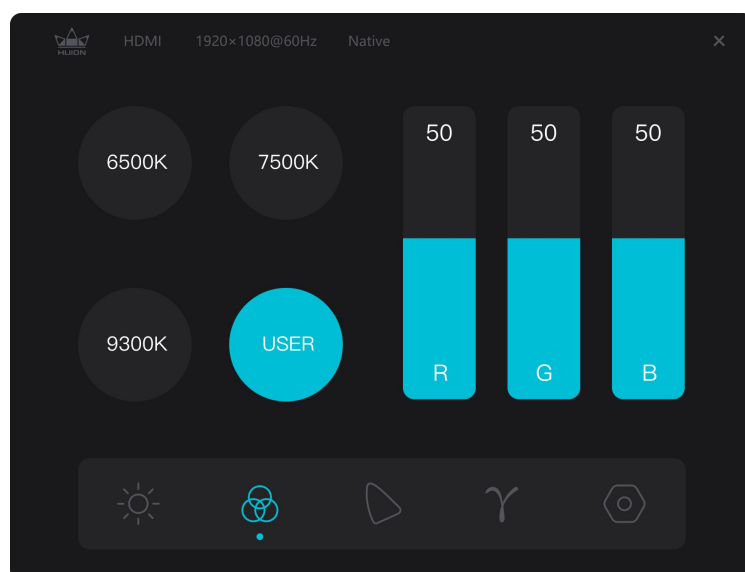 HUION HDMI 1920×1080@60Hz Native ×
50 50 50
6500K 7500K
9300K USER
R G B
γ